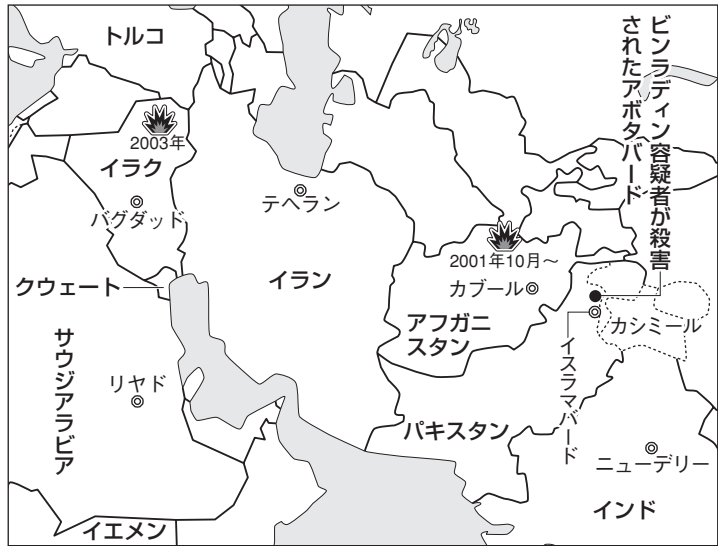 トルコ
2003年
イラク
バグダッド
テヘラン
イラン
クウェート
サウジアラビア
リヤド
イエメン
2001年10月～
カブール
アフガニ
スタン
パキスタン
ビンラディン容疑者が殺害
されたアボタバード
カシミール
イスラマバード
ニューデリー
インド